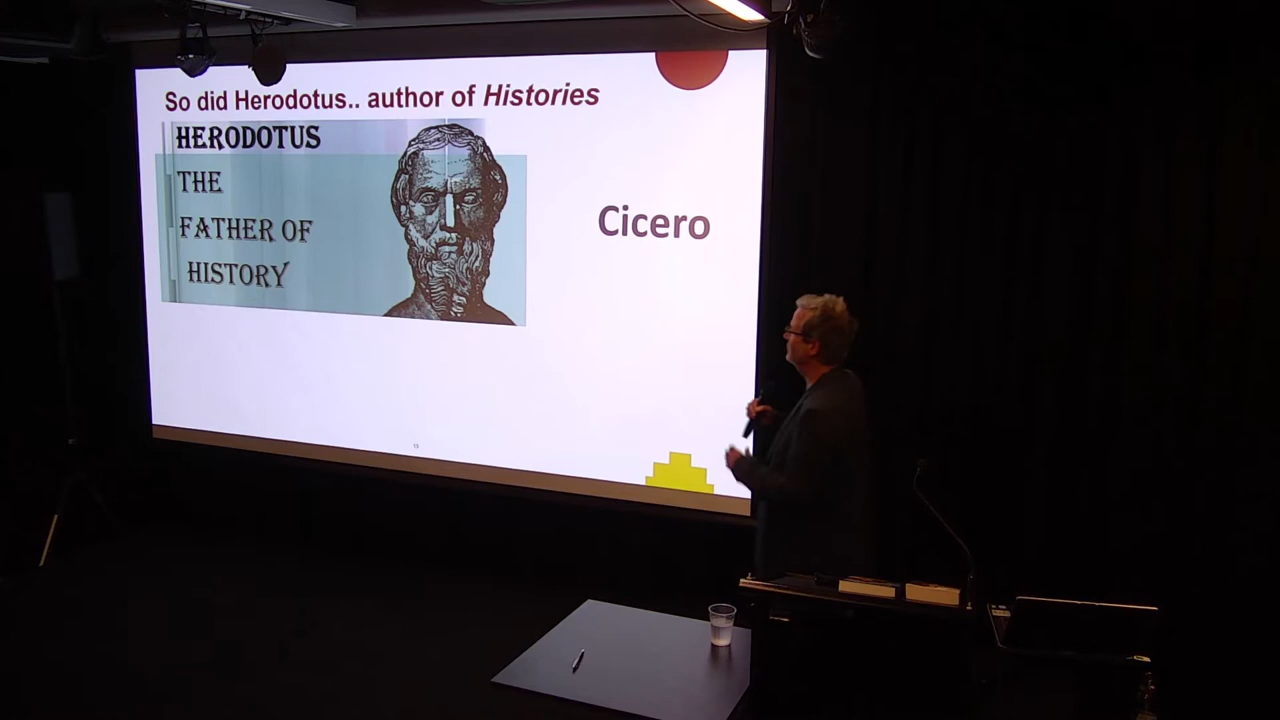 So did Herodotus.. author of Histories
HERODOTUS
THE
FATHER OF
HISTORY
Cicero